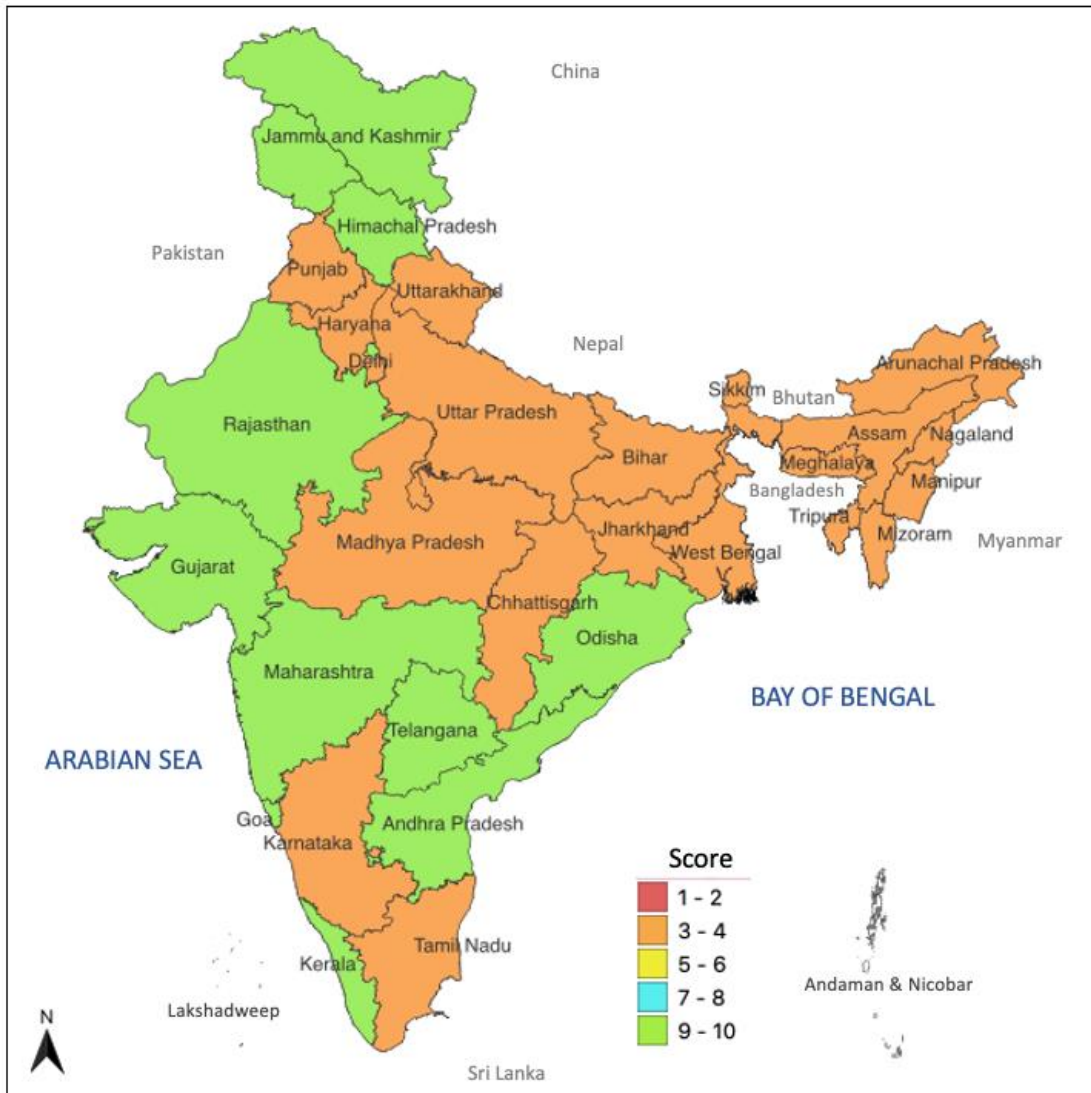 China
Jammu and Kashmir
Himachal Pradesh
Pakistan
Punjab
Uttarakhand
Haryana
Nepal
Delhi
Arunachal Pradesh
Sikkim
Bhutan
Uttar Pradesh
Rajasthan
Assam
Nagaland
Bihar
Meghalaya
Manipur
Bangladesh
Tripura
Jharkhand
Mizoram
Myanmar
Madhya Pradesh
West Bengal
Gujarat
Chhattisgarh
Odisha
Maharashtra
BAY OF BENGAL
Telangana
ARABIAN SEA
Goa
Andhra Pradesh
Karnataka
Score
1 - 2
3 - 4
5 - 6
7 - 8
9 - 10
Tamil Nadu
Kerala
Andaman & Nicobar
Lakshadweep
N
Sri Lanka